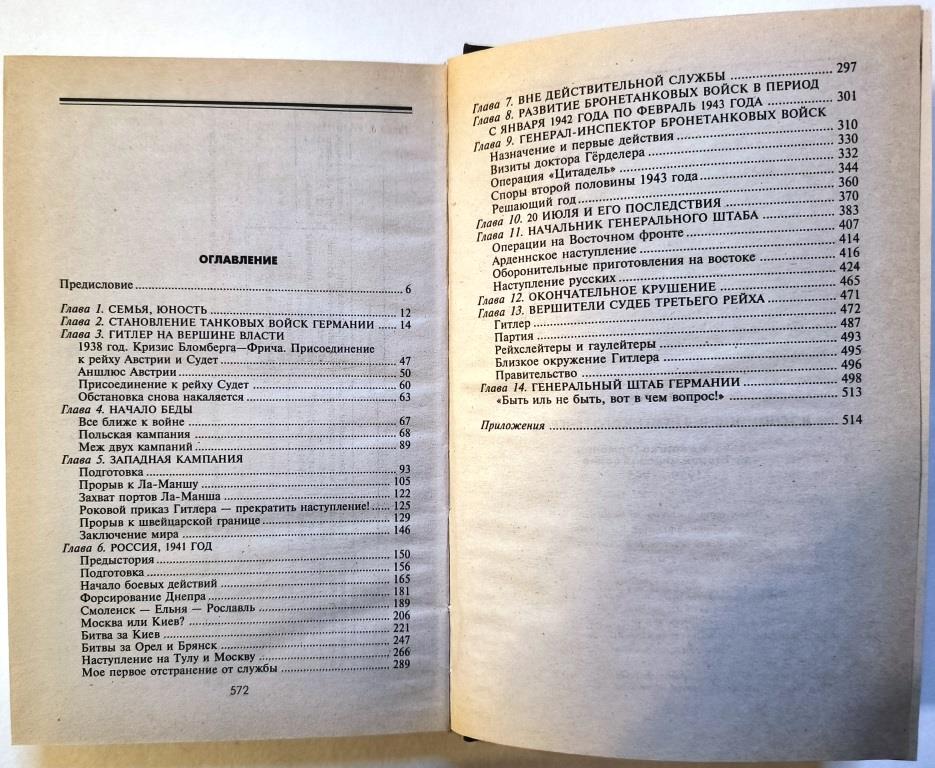 ОГЛАВЛЕНИЕ
Предисловие ........ 6
Глава 1. СЕМЬЯ, ЮНОСТЬ ........ 12
Глава 2. СТАНОВЛЕНИЕ ТАНКОВЫХ ВОЙСК ГЕРМАНИИ ..... 14
Глава 3. ГИТЛЕР НА ВЕРШИНЕ ВЛАСТИ
1938 год. Кризис Бломберга—Фрича. Присоединение
к рейху Австрии и Судет ........ 47
Аншлюс Австрии ........ 50
Присоединение к рейху Судет ........ 60
Обстановка снова накаляется ........ 63
Глава 4. НАЧАЛО БЕДЫ
Все ближе к войне ........ 67
Польская кампания ........ 68
Меж двух кампаний ........ 89
Глава 5. ЗАПАДНАЯ КАМПАНИЯ
Подготовка ........ 93
Прорыв к Ла-Маншу ........ 105
Захват портов Ла-Манша ........ 122
Роковой приказ Гитлера — прекратить наступление! ..... 125
Прорыв к швейцарской границе ........ 129
Заключение мира ........ 146
Глава 6. РОССИЯ, 1941 ГОД
Предыстория ........ 150
Подготовка ........ 156
Начало боевых действий ........ 165
Форсирование Днепра ........ 181
Смоленск — Ельня — Рославль ........ 189
Москва или Киев? ........ 206
Битва за Киев ........ 221
Битвы за Орел и Брянск ........ 247
Наступление на Тулу и Москву ........ 266
Мое первое отстранение от службы ........ 289
572
Глава 7. ВНЕ ДЕЙСТВИТЕЛЬНОЙ СЛУЖБЫ ........ 297
Глава 8. РАЗВИТИЕ БРОНЕТАНКОВЫХ ВОЙСК В ПЕРИОД
С ЯНВАРЯ 1942 ГОДА ПО ФЕВРАЛЬ 1943 ГОДА ........ 301
Глава 9. ГЕНЕРАЛ-ИНСПЕКТОР БРОНЕТАНКОВЫХ ВОЙСК
Назначение и первые действия ........ 310
Визиты доктора Гёрделера ........ 330
Операция «Цитадель» ........ 332
Споры второй половины 1943 года ........ 344
Решающий год ........ 360
Глава 10. 20 ИЮЛЯ И ЕГО ПОСЛЕДСТВИЯ ........ 370
Глава 11. НАЧАЛЬНИК ГЕНЕРАЛЬНОГО ШТАБА ........ 383
Операции на Восточном фронте ........ 407
Арденнское наступление ........ 414
Оборонительные приготовления на востоке ........ 416
Наступление русских ........ 424
Глава 12. ОКОНЧАТЕЛЬНОЕ КРУШЕНИЕ ........ 465
Глава 13. ВЕРШИТЕЛИ СУДЕБ ТРЕТЬЕГО РЕЙХА ........ 471
Гитлер ........ 472
Партия ........ 487
Рейхслейтеры и гаулейтеры ........ 493
Близкое окружение Гитлера ........ 495
Правительство ........ 496
Глава 14. ГЕНЕРАЛЬНЫЙ ШТАБ ГЕРМАНИИ ........ 498
«Быть иль не быть, вот в чем вопрос!» ........ 513
Приложения ........ 514